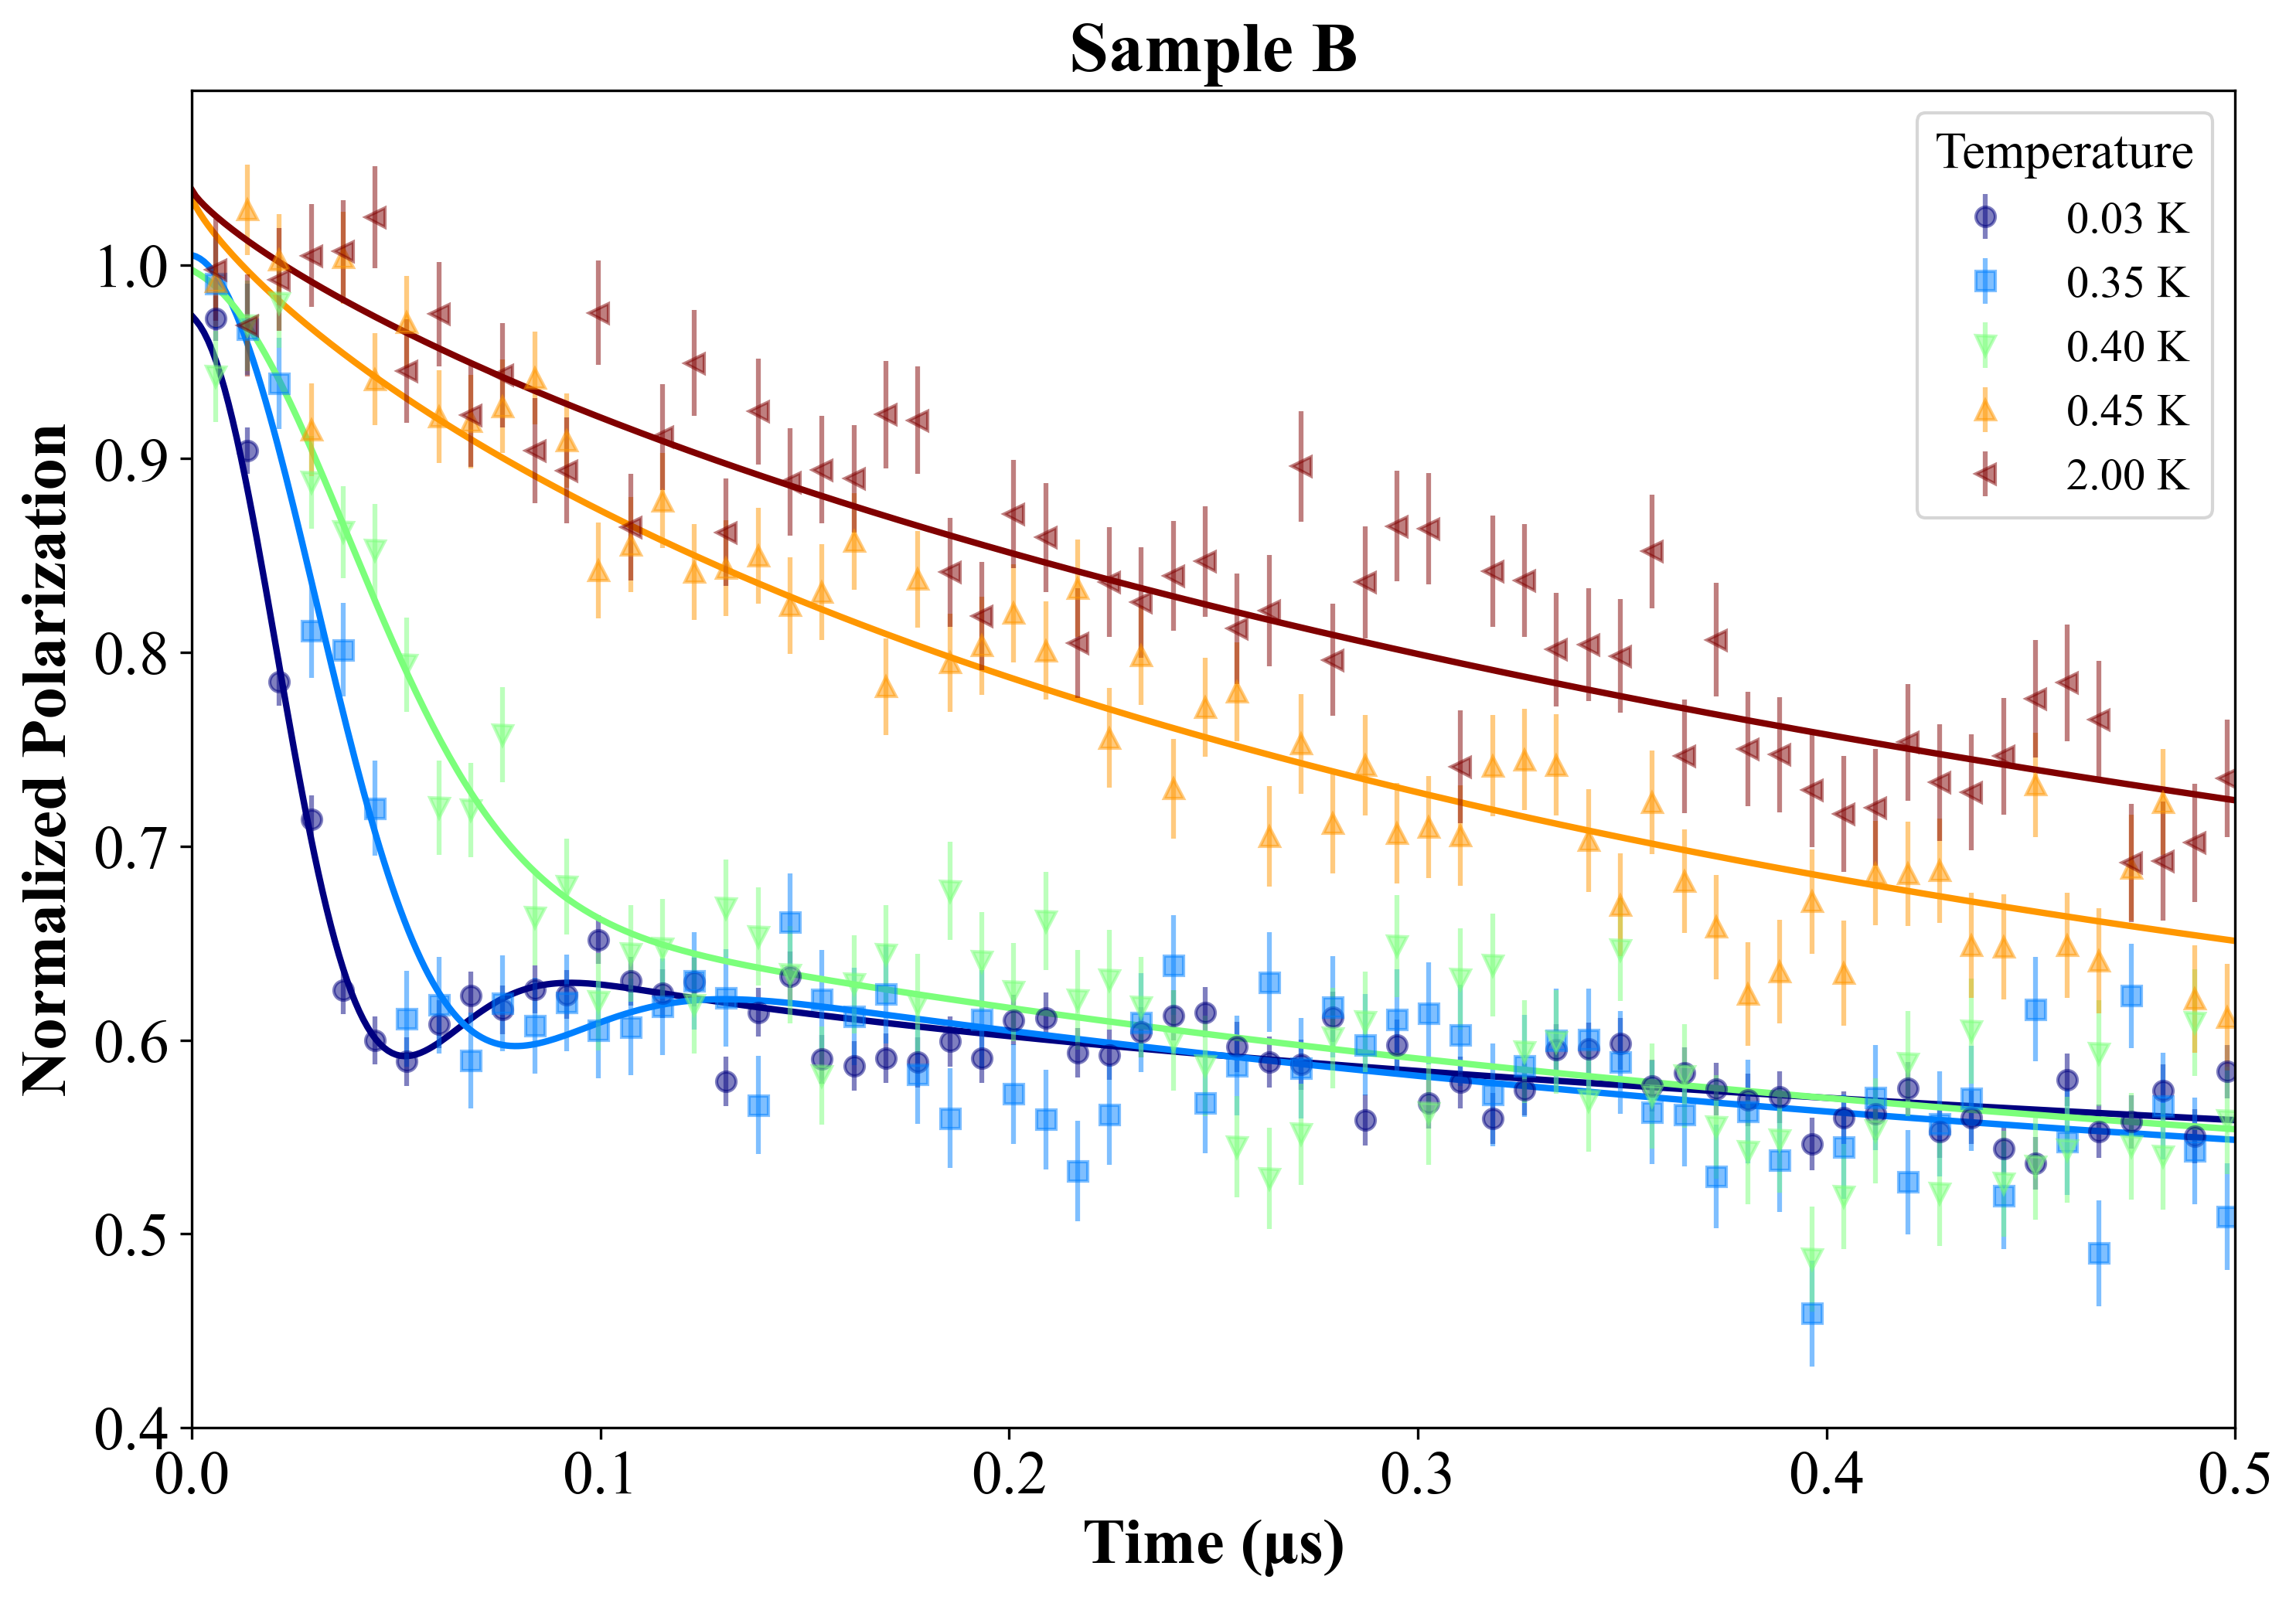 Sample B
Temperature
0.03 K
0.35 K
0.40 K
0.45 K
2.00 K
Normalized Polarization
1.0
0.9
0.8
0.7
0.6
0.5
0.4
0.0 0.1 0.2 0.3 0.4 0.5
Time (μs)